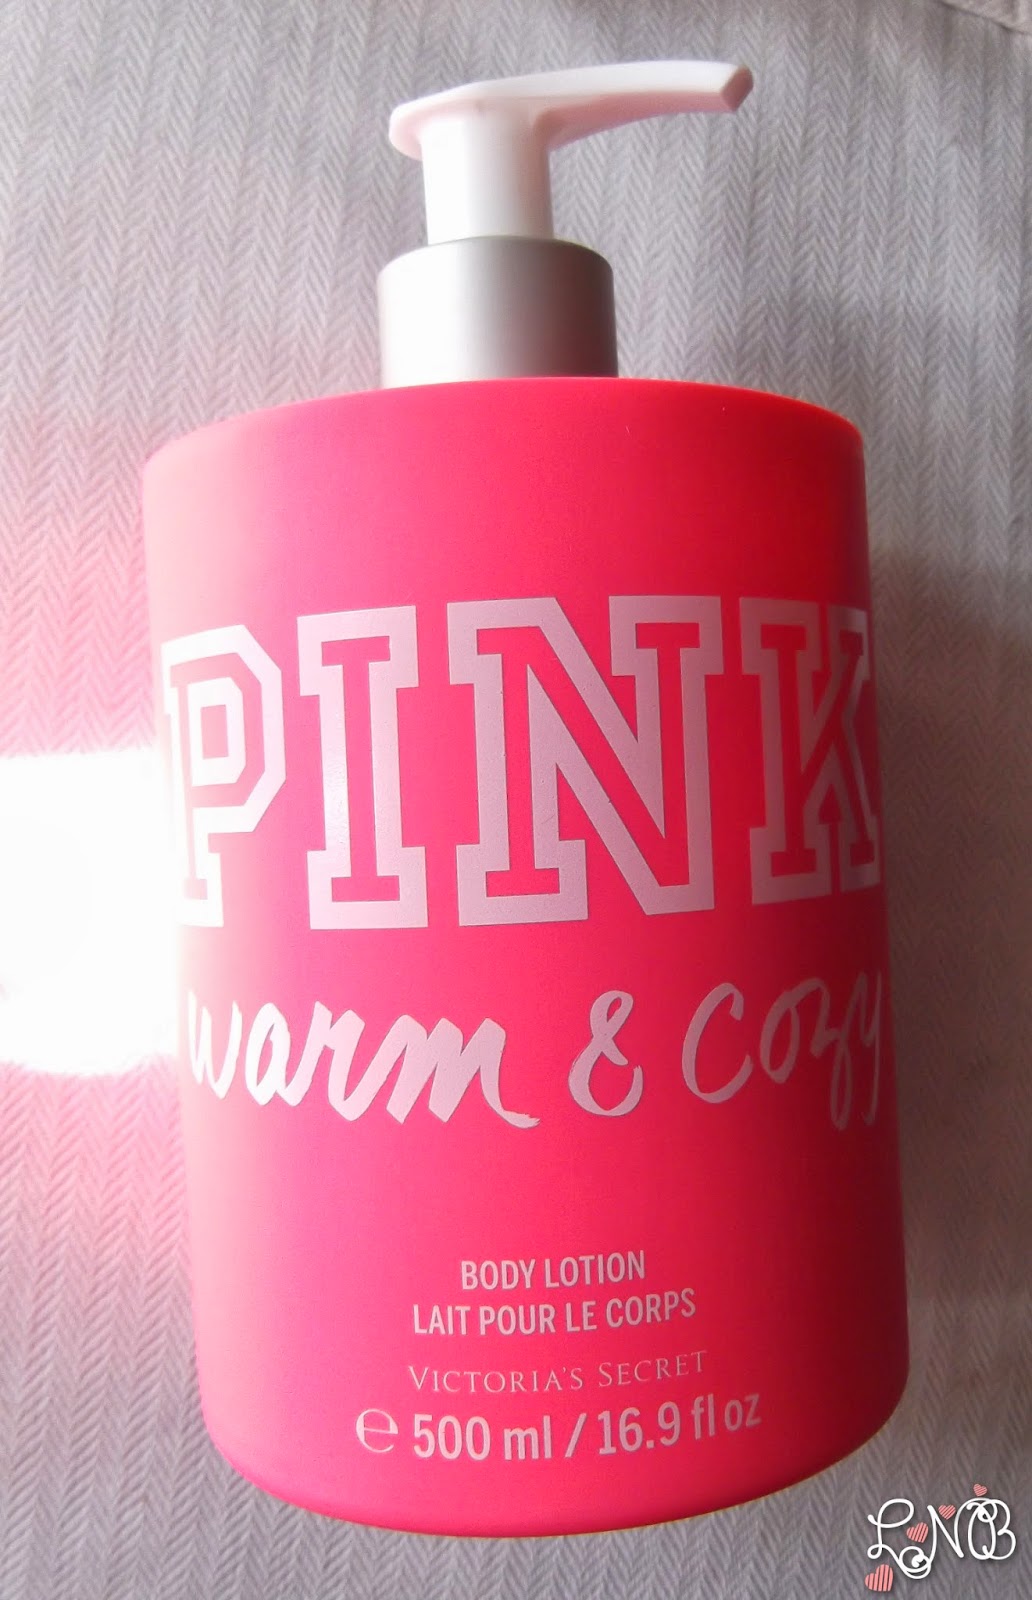 PINK
warm & cozy
BODY LOTION
LAIT POUR LE CORPS
VICTORIA'S SECRET
℮ 500 ml / 16.9 fl oz
LNB